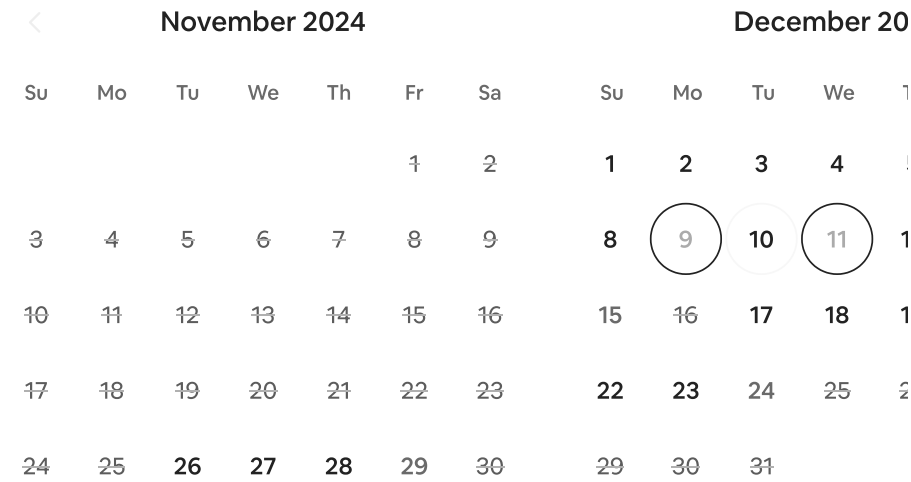 November 2024 December 20
Su Mo Tu We Th Fr Sa Su Mo Tu We
1 2 1 2 3 4
3 4 5 6 7 8 9 8 9 10 11
10 11 12 13 14 15 16 15 16 17 18
17 18 19 20 21 22 23 22 23 24 25
24 25 26 27 28 29 30 29 30 31